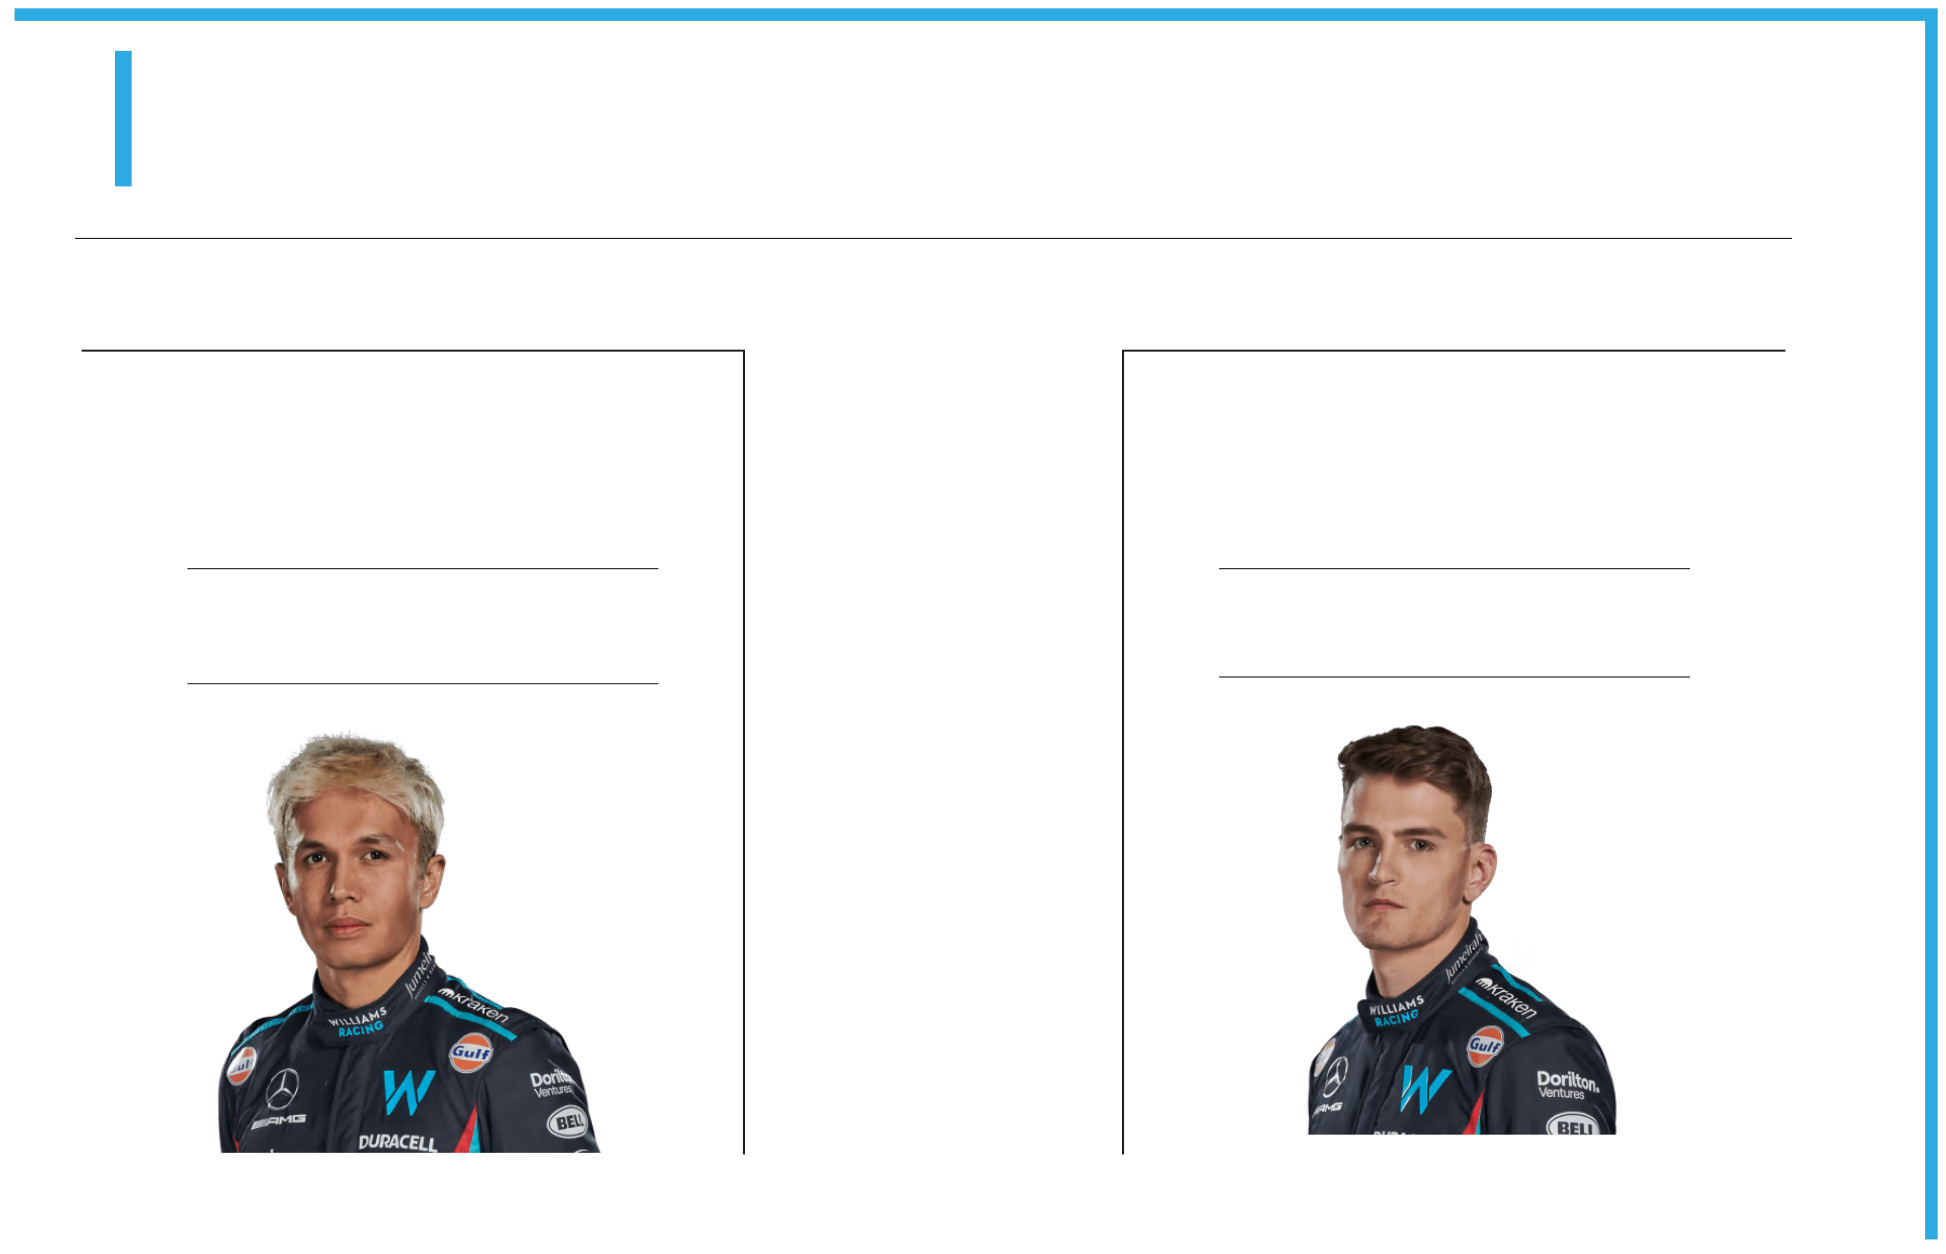 Jumeirah
kraken
WILLIAMS
RACING
Gulf
Gulf
W
AMG
DURACELL
Dorilton
Ventures
BELL
Jumeirah
kraken
WILLIAMS
RACING
Gulf
W
AMG
Dorilton.
Ventures
BELL